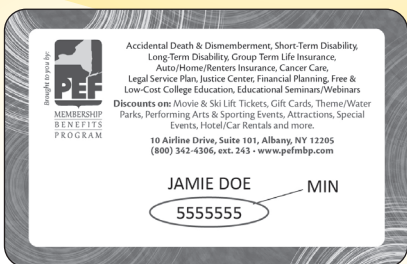 Brought to you by:
PEF
MEMBERSHIP
BENEFITS
PROGRAM
Accidental Death & Dismemberment, Short-Term Disability,
Long-Term Disability, Group Term Life Insurance,
Auto/Home/Renters Insurance, Cancer Care,
Legal Service Plan, Justice Center, Financial Planning, Free &
Low-Cost College Education, Educational Seminars/Webinars
Discounts on: Movie & Ski Lift Tickets, Gift Cards, Theme/Water
Parks, Performing Arts & Sporting Events, Attractions, Special
Events, Hotel/Car Rentals and more.
10 Airline Drive, Suite 101, Albany, NY 12205
(800) 342-4306, ext. 243 • www.pefmbp.com
JAMIE DOE
MIN
5555555